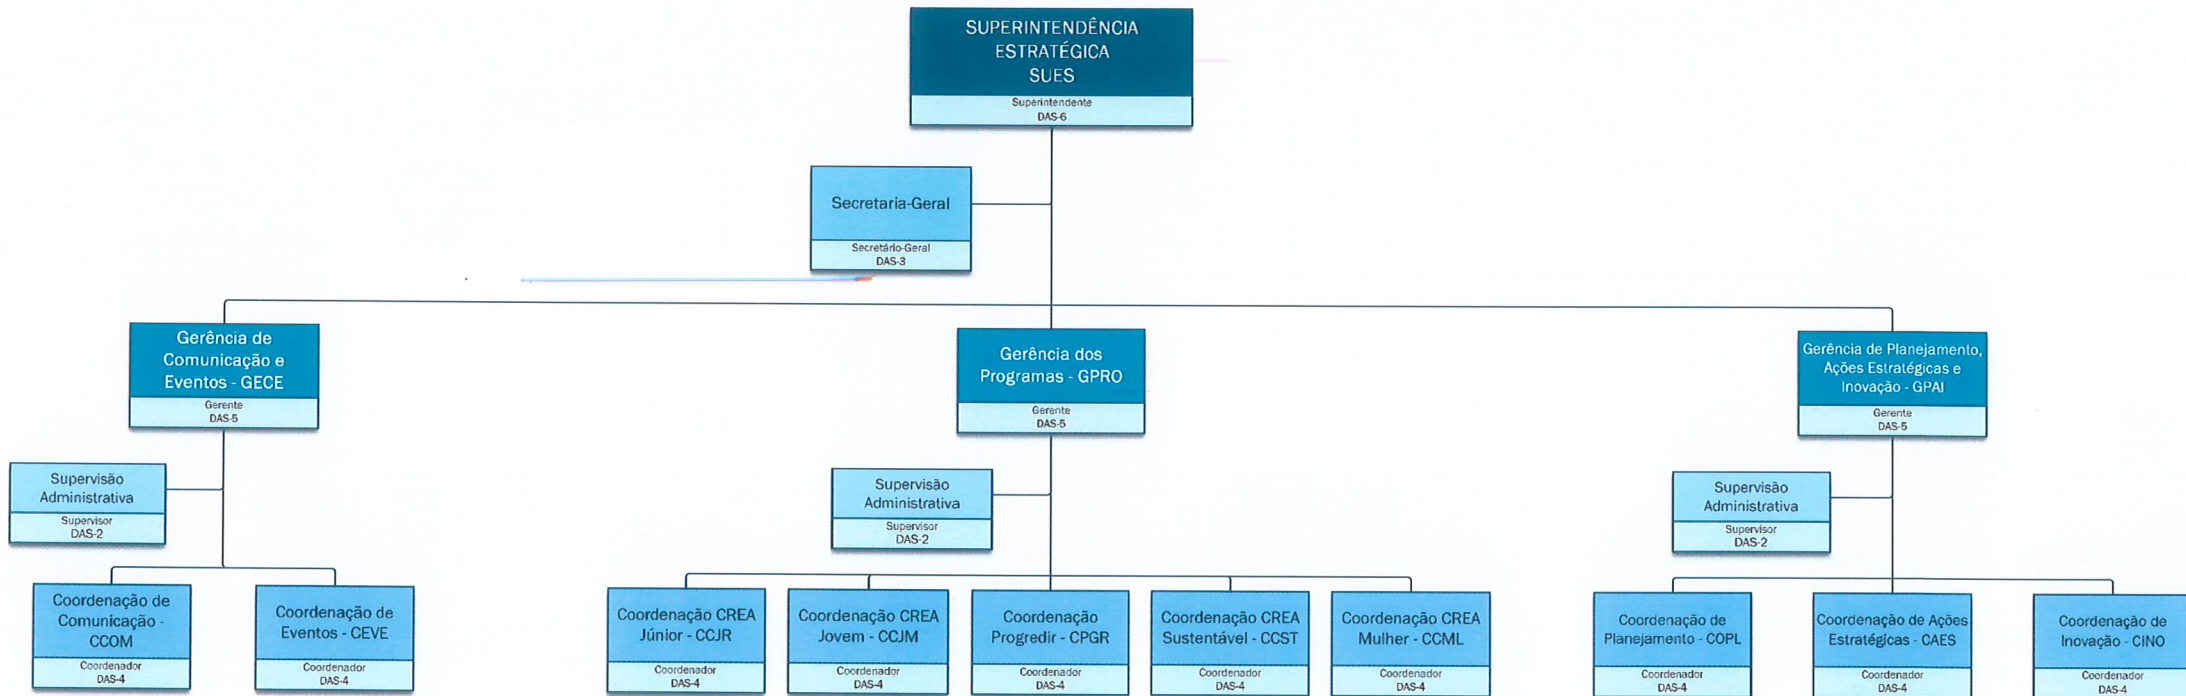 SUPERINTENDÊNCIA
ESTRATÉGICA
SUES
Superintendente
DAS-6
Secretaria-Geral
Secretário-Geral
DAS-3
Gerência de
Comunicação e
Eventos - GECE
Gerente
DAS-5
Gerência dos
Programas - GPRO
Gerente
DAS-5
Gerência de Planejamento,
Ações Estratégicas e
Inovação - GPAI
Gerente
DAS-5
Supervisão
Administrativa
Supervisor
DAS-2
Supervisão
Administrativa
Supervisor
DAS-2
Supervisão
Administrativa
Supervisor
DAS-2
Coordenação de
Comunicação -
CCOM
Coordenador
DAS-4
Coordenação de
Eventos - CEVE
Coordenador
DAS-4
Coordenação CREA
Júnior - CCJR
Coordenador
DAS-4
Coordenação CREA
Jovem - CCJM
Coordenador
DAS-4
Coordenação
Progredir - CPGR
Coordenador
DAS-4
Coordenação CREA
Sustentável - CCST
Coordenador
DAS-4
Coordenação CREA
Mulher - CCML
Coordenador
DAS-4
Coordenação de
Planejamento - COPL
Coordenador
DAS-4
Coordenação de Ações
Estratégicas - CAES
Coordenador
DAS-4
Coordenação de
Inovação - CINO
Coordenador
DAS-4